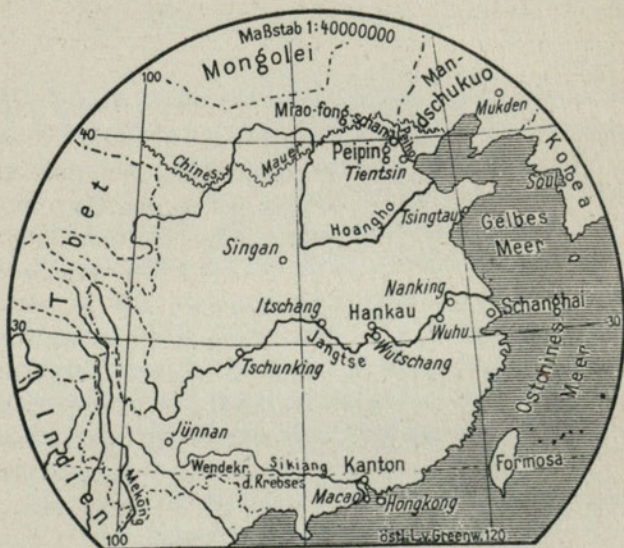 Maßstab 1:40000000
Mongolei
Man-
dschukuo
100
Miao-fong-schan
Mukden
40
Chines.
Mauer
Peiping
Peiho
Tientsin
Korea
Söul
Tibet
Hoangho
Tsingtau
Gelbes
Meer
Singan
Nanking
Itschang
Hankau
Schanghai
30
Jangtse
Wutschang
Wuhu
30
Tschunking
Ostchines.
Meer
Indien
Jünnan
Wendekr.
d. Krebses
Sikiang
Kanton
Formosa
Mekong
Macao
Hongkong
100
östl. L. v. Greenw. 120